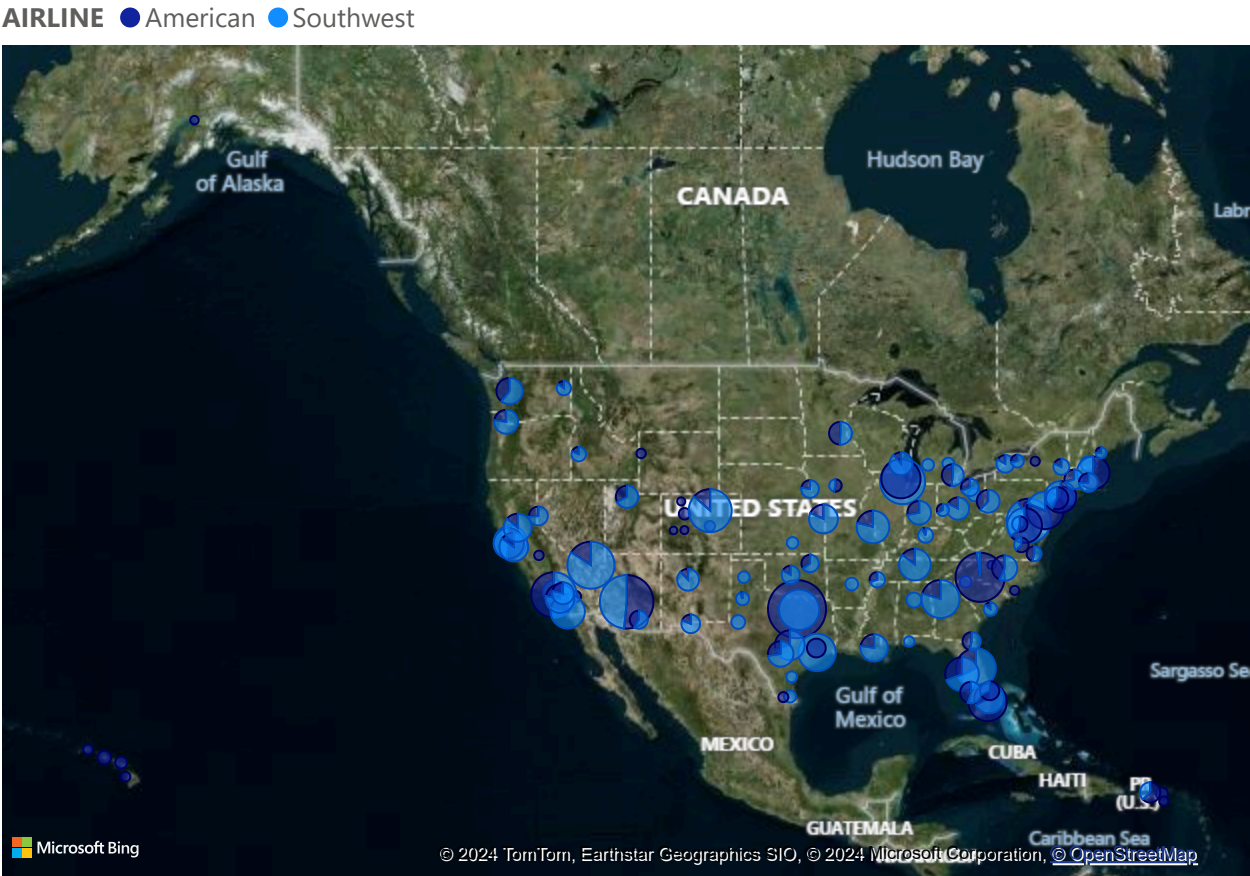 AIRLINE American Southwest
Gulf
of Alaska
Hudson Bay
CANADA
Labr
UNITED STATES
Sargasso Se
Gulf of
Mexico
MEXICO
CUBA
HAITI
PR
(U.S.)
GUATEMALA
Caribbean Sea
Microsoft Bing
© 2024 TomTom, Earthstar Geographics SIO, © 2024 Microsoft Corporation, © OpenStreetMap